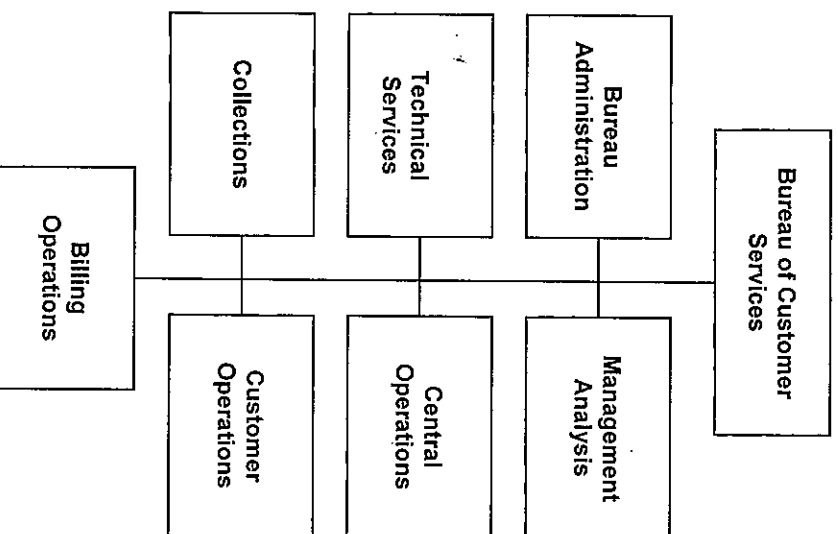 Bureau of Customer
Services
Bureau
Administration
Management
Analysis
Technical
Services
Central
Operations
Collections
Customer
Operations
Billing
Operations